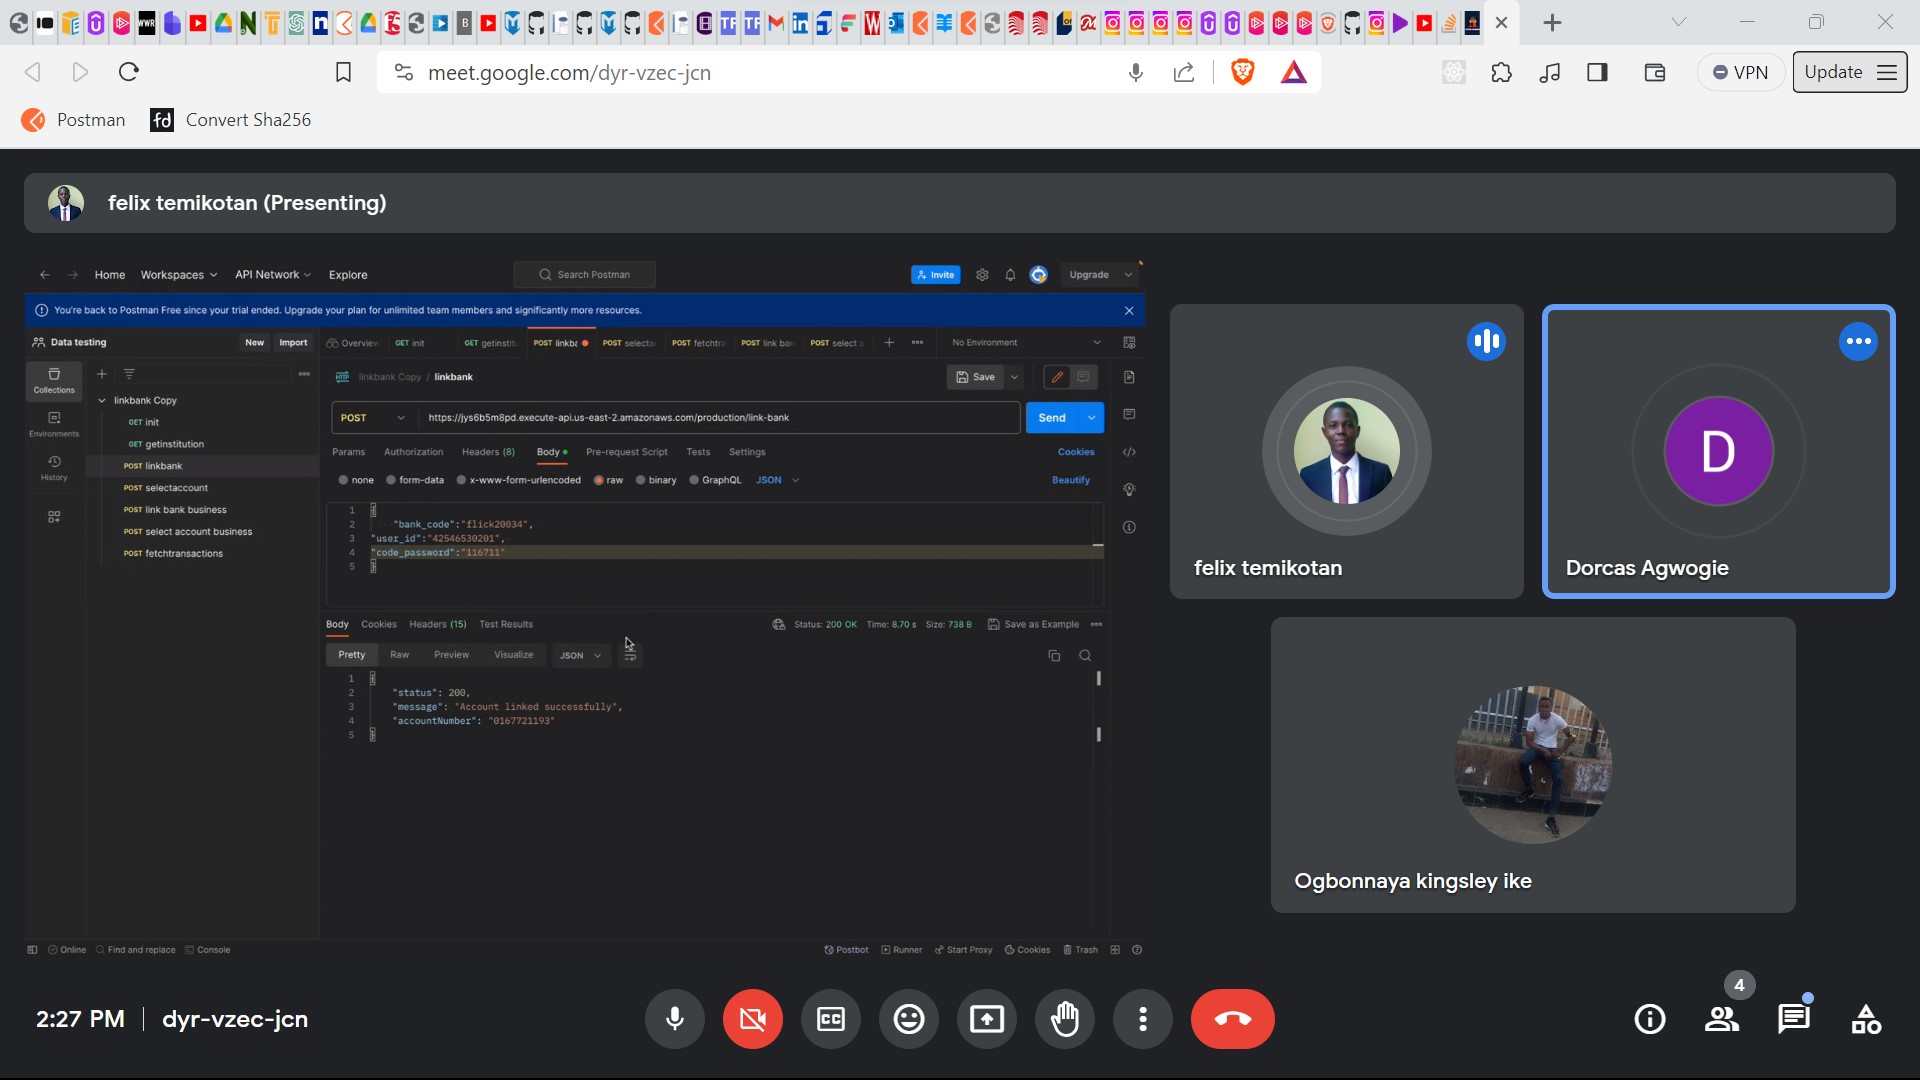 meet.google.com/dyr-vzec-jcn
VPN
Update
Postman
Convert Sha256
felix temikotan (Presenting)
Home
Workspaces
API Network
Explore
Search Postman
Invite
Upgrade
You're back to Postman Free since your trial ended. Upgrade your plan for unlimited team members and significantly more resources.
Data testing
New
Import
Overview
GET init
GET getinstitu
POST linkba
POST selecta
POST fetchtra
POST link ban
POST select a
No Environment
Collections
Environments
History
linkbank Copy
GET init
GET getinstitution
POST linkbank
POST selectaccount
POST link bank business
POST select account business
POST fetchtransactions
linkbank Copy / linkbank
Save
POST
https://jys6b5m8pd.execute-api.us-east-2.amazonaws.com/production/link-bank
Send
Params
Authorization
Headers (8)
Body
Pre-request Script
Tests
Settings
Cookies
none
form-data
x-www-form-urlencoded
raw
binary
GraphQL
JSON
Beautify
1 {
2 "bank_code":"flick20034",
3 "user_id":"42546530201",
4 "code_password":"116711"
5 }
Body
Cookies
Headers (15)
Test Results
Status: 200 OK
Time: 8.70 s
Size: 738 B
Save as Example
Pretty
Raw
Preview
Visualize
JSON
1 {
2 "status": 200,
3 "message": "Account linked successfully",
4 "accountNumber": "0167721193"
5 }
Online
Find and replace
Console
Postbot
Runner
Start Proxy
Cookies
Trash
felix temikotan
D
Dorcas Agwogie
Ogbonnaya kingsley ike
2:27 PM
dyr-vzec-jcn
CC
4